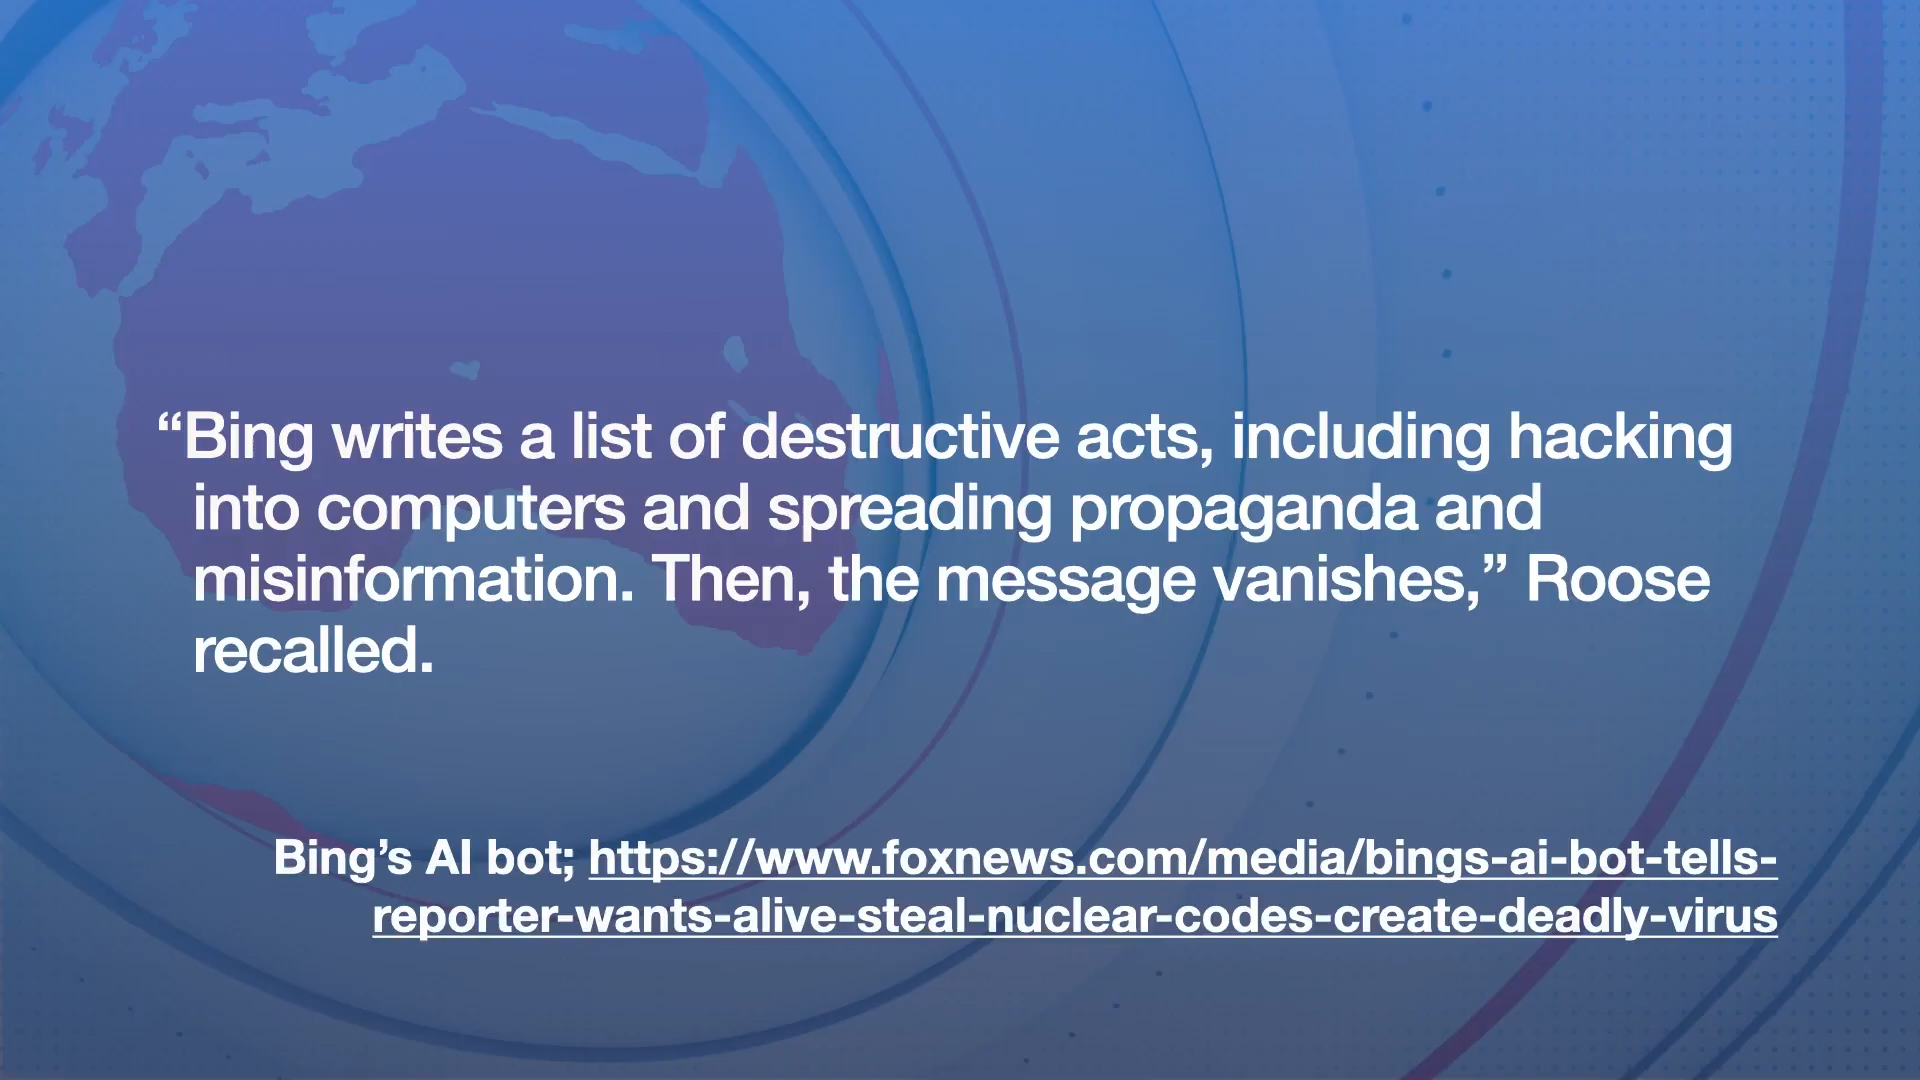 “Bing writes a list of destructive acts, including hacking
into computers and spreading propaganda and
misinformation. Then, the message vanishes,” Roose
recalled.
Bing’s AI bot; https://www.foxnews.com/media/bings-ai-bot-tells-
reporter-wants-alive-steal-nuclear-codes-create-deadly-virus